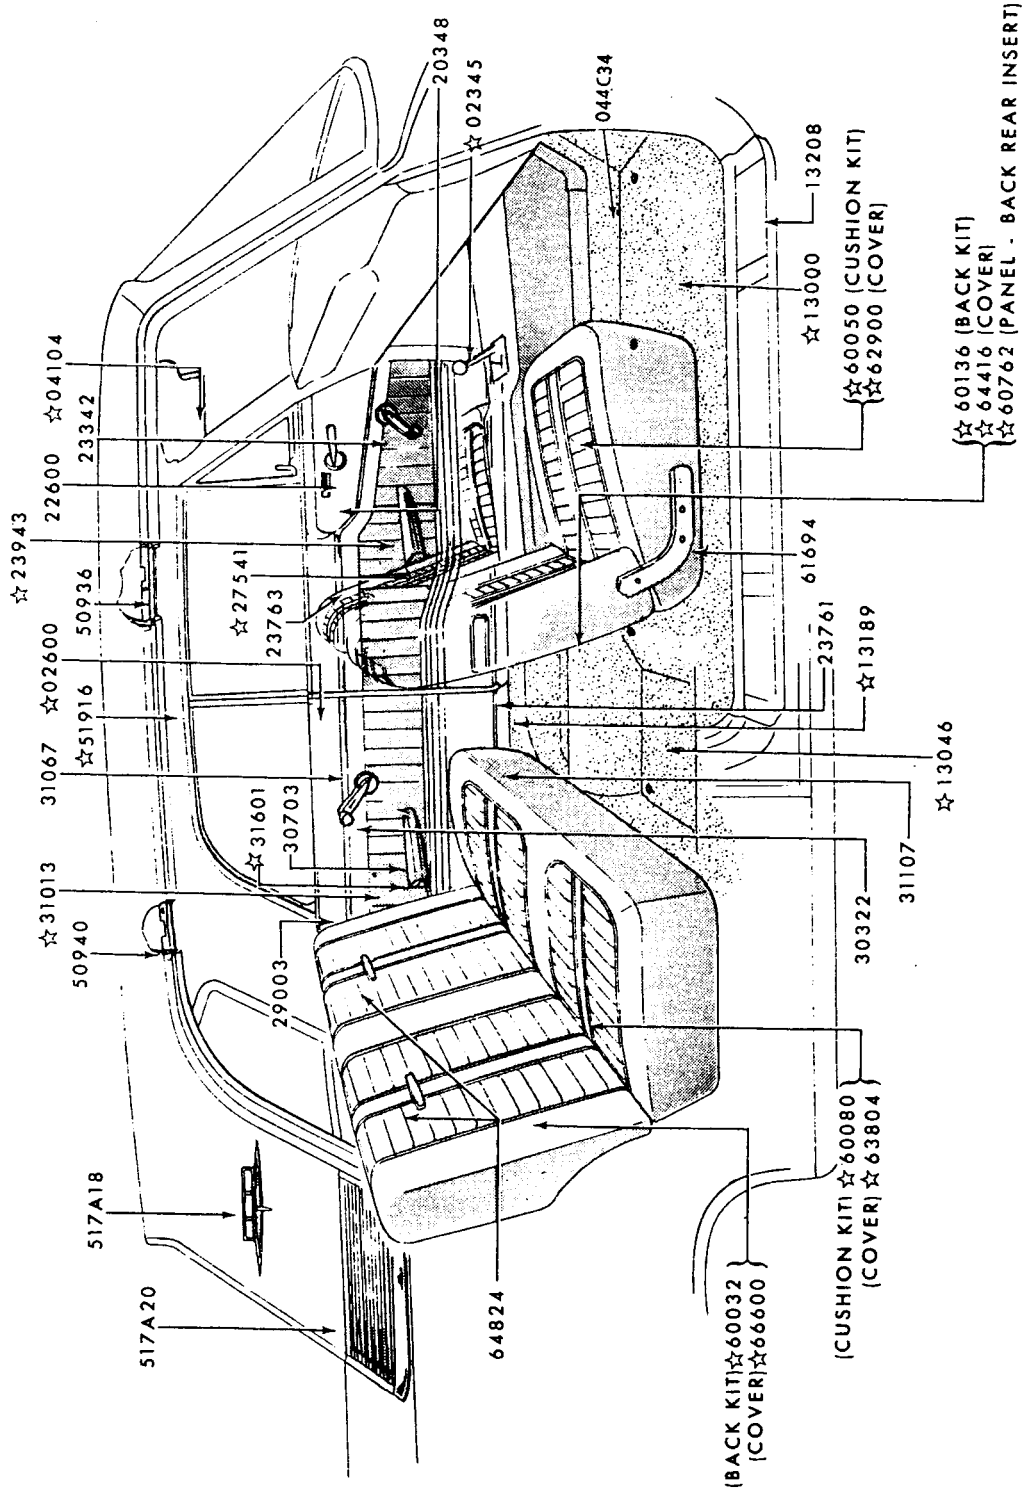 ☆23943
☆31013
31067
☆02600
22600
☆04104
50940
☆51916
50936
23342
517A18
517A20
☆27541
☆31601
23763
29003
30703
20348
☆02345
64824
044C34
(BACK KIT)☆60032
(COVER)☆66600
61694
☆13000
13208
23761
(CUSHION KIT) ☆60080
(COVER) ☆63804
30322
☆13189
☆60050 (CUSHION KIT)
☆62900 (COVER)
31107
☆13046
☆60136 (BACK KIT)
☆64416 (COVER)
☆60762 (PANEL - BACK REAR INSERT)